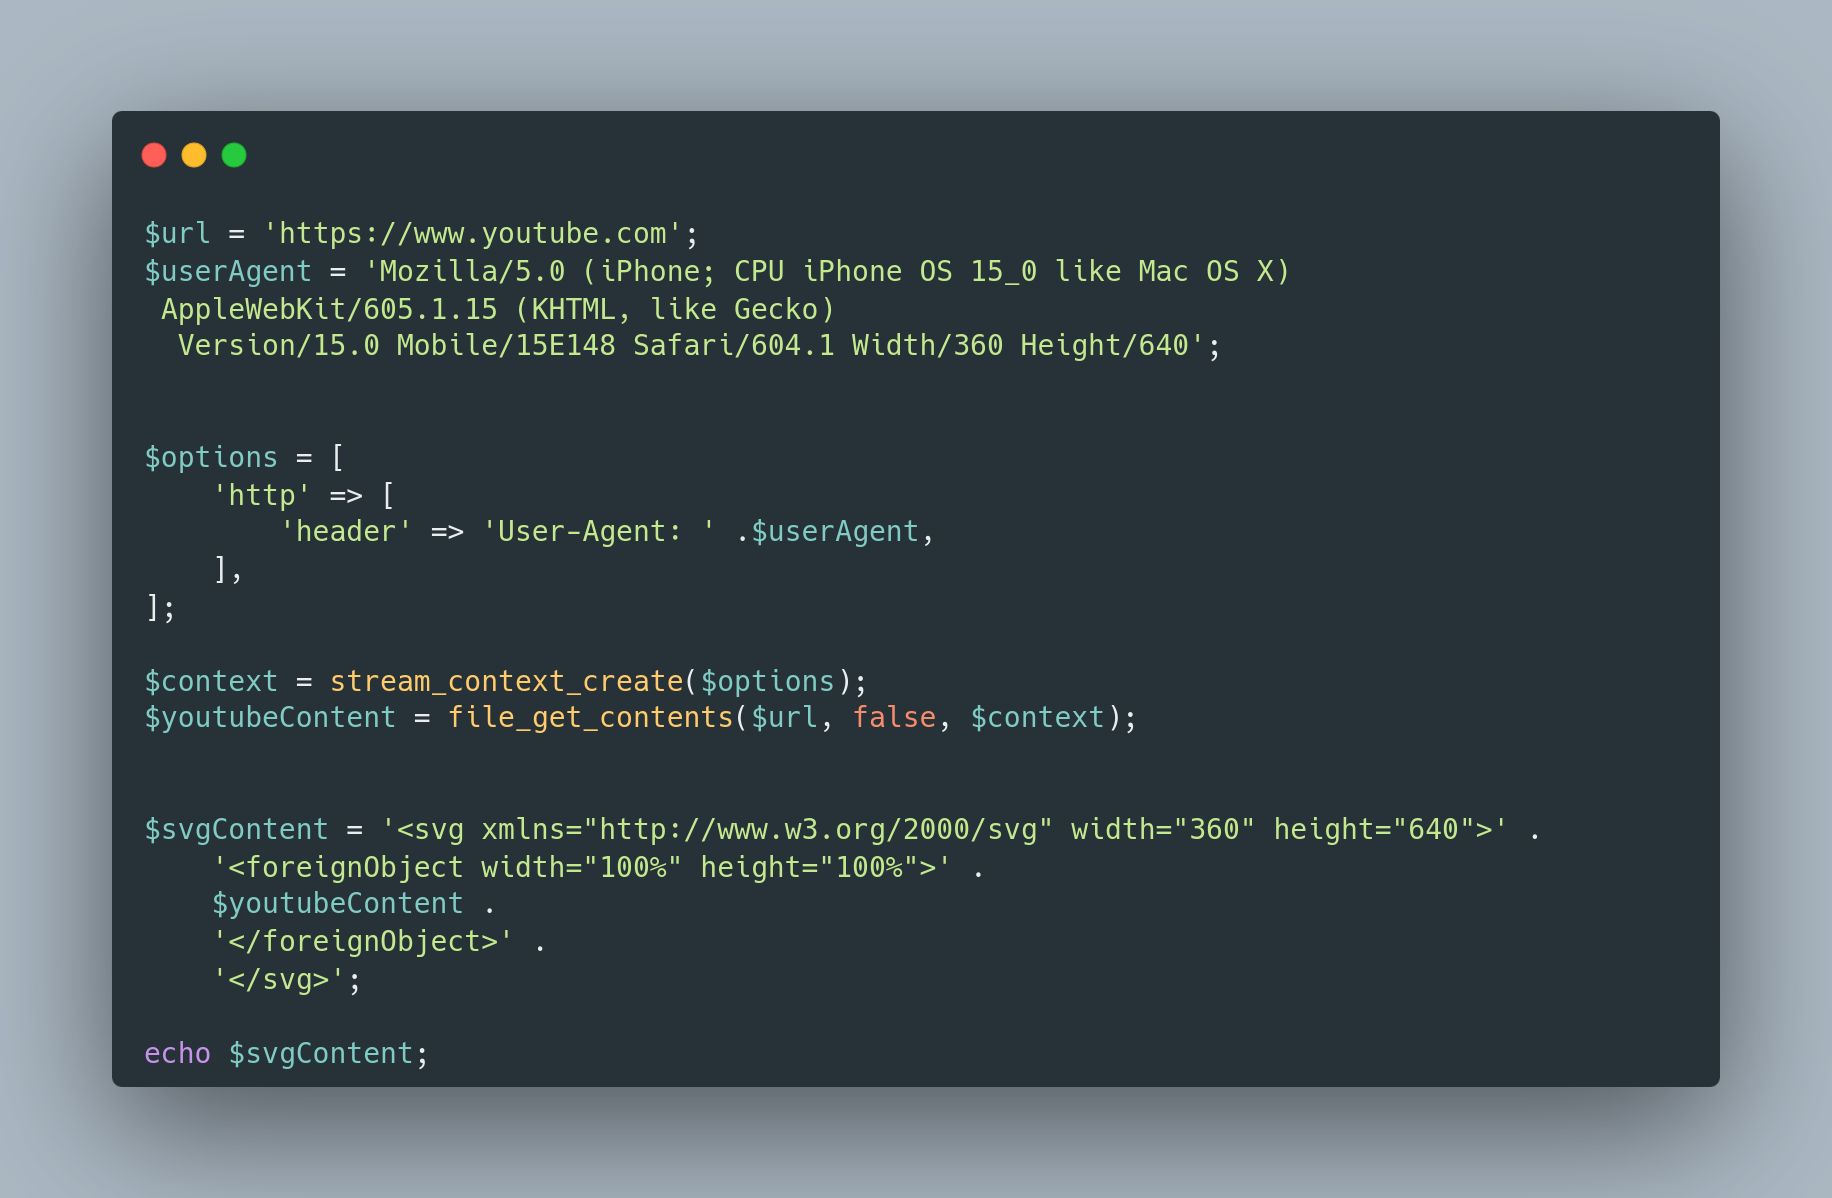 $url = 'https://www.youtube.com';
$userAgent = 'Mozilla/5.0 (iPhone; CPU iPhone OS 15_0 like Mac OS X)
 AppleWebKit/605.1.15 (KHTML, like Gecko)
  Version/15.0 Mobile/15E148 Safari/604.1 Width/360 Height/640';
$options = [
    'http' => [
        'header' => 'User-Agent: ' .$userAgent,
    ],
];
$context = stream_context_create($options);
$youtubeContent = file_get_contents($url, false, $context);
$svgContent = '<svg xmlns="http://www.w3.org/2000/svg" width="360" height="640">' .
    '<foreignObject width="100%" height="100%">' .
    $youtubeContent .
    '</foreignObject>' .
    '</svg>';
echo $svgContent;